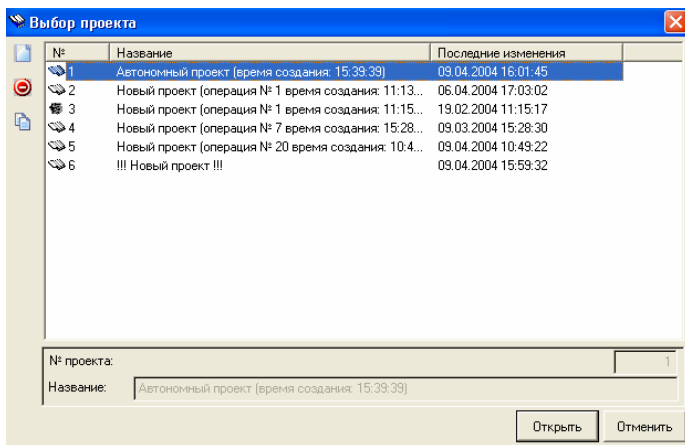 Выбор проекта
№ Название Последние изменения
1 Автономный проект (время создания: 15:39:39) 09.04.2004 16:01:45
2 Новый проект (операция № 1 время создания: 11:13... 06.04.2004 17:03:02
3 Новый проект (операция № 1 время создания: 11:15... 19.02.2004 11:15:17
4 Новый проект (операция № 7 время создания: 15:28... 09.03.2004 15:28:30
5 Новый проект (операция № 20 время создания: 10:4... 09.04.2004 10:49:22
6 !!! Новый проект !!! 09.04.2004 15:59:32
№ проекта: 1
Название: Автономный проект (время создания: 15:39:39)
Открыть Отменить